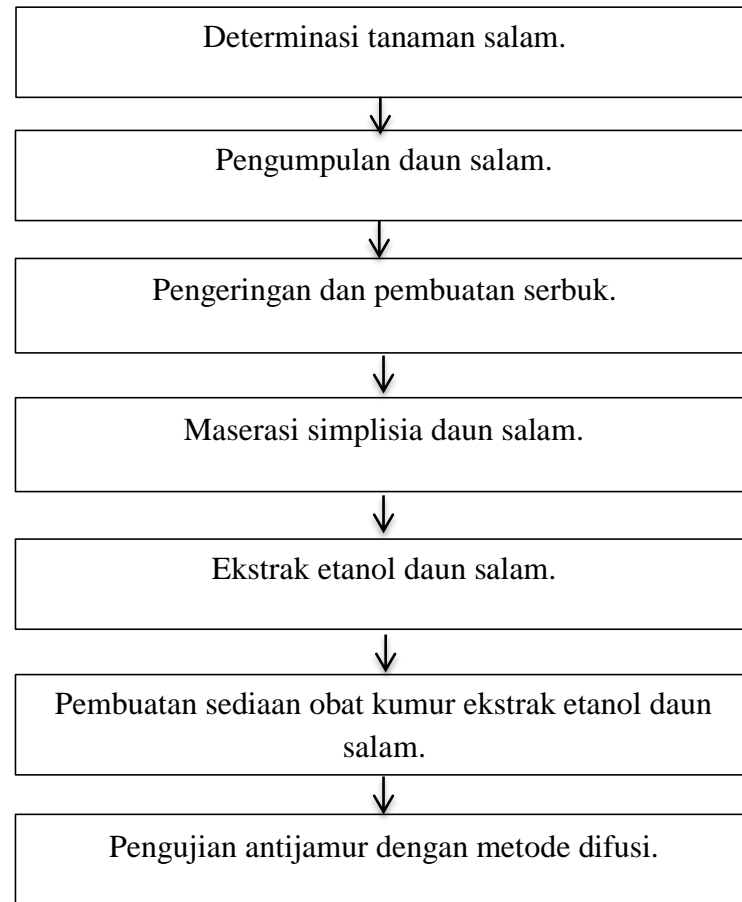 Determinasi tanaman salam.
Pengumpulan daun salam.
Pengeringan dan pembuatan serbuk.
Maserasi simplisia daun salam.
Ekstrak etanol daun salam.
Pembuatan sediaan obat kumur ekstrak etanol daun
salam.
Pengujian antijamur dengan metode difusi.